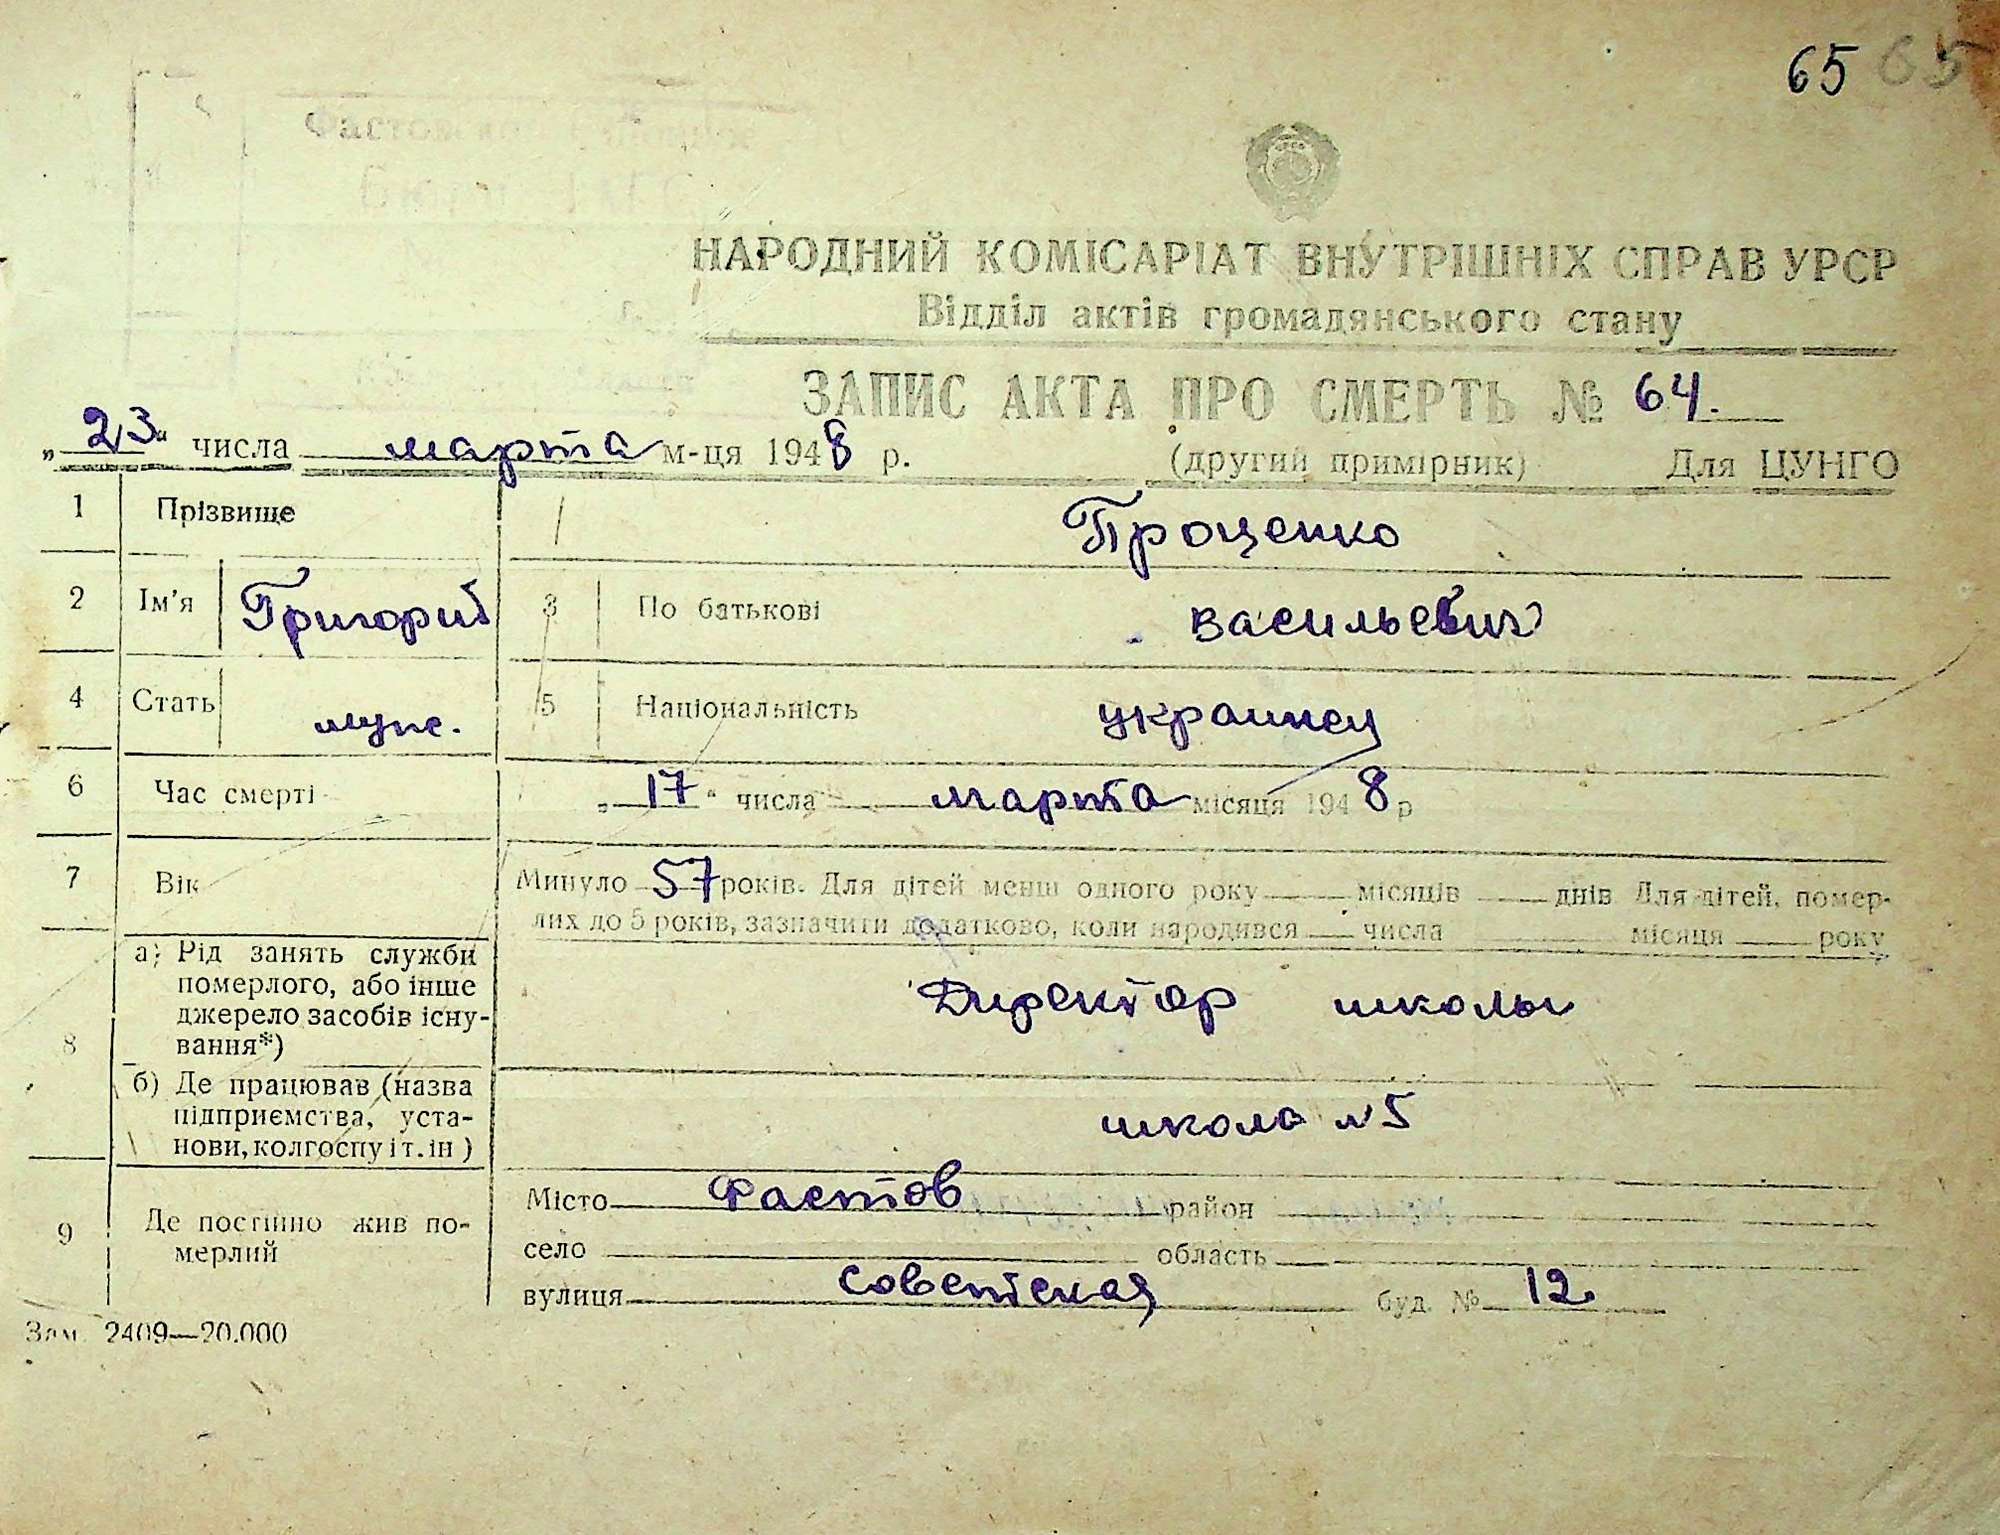 65 65
НАРОДНИЙ КОМІСАРІАТ ВНУТРІШНІХ СПРАВ УРСР
Відділ актів громадянського стану
ЗАПИС АКТА ПРО СМЕРТЬ № 64.
„23“ числа марта м-ця 1948 р. (другий примірник) Для ЦУНГО
1 Прізвище Проценко
2 Ім'я Григорий 3 По батькові Васильевич
4 Стать муж. 5 Національність украинец
6 Час смерті „17“ числа марта місяця 1948 р
7 Вік Минуло 57 років. Для дітей менш одного року місяців днів Для дітей, помер-
лих до 5 років, зазначити додатково, коли народився числа місяця року
8 а) Рід занять служби
померлого, або інше
джерело засобів існу-
вання*)
Директор школы
б) Де працював (назва
підприємства, уста-
нови, колгоспу і т. ін )
школа №5
9 Де постійно жив по-
мерлий
Місто Фастов район
село область
вулиця Советская буд. № 12
Зам. 2409—20.000